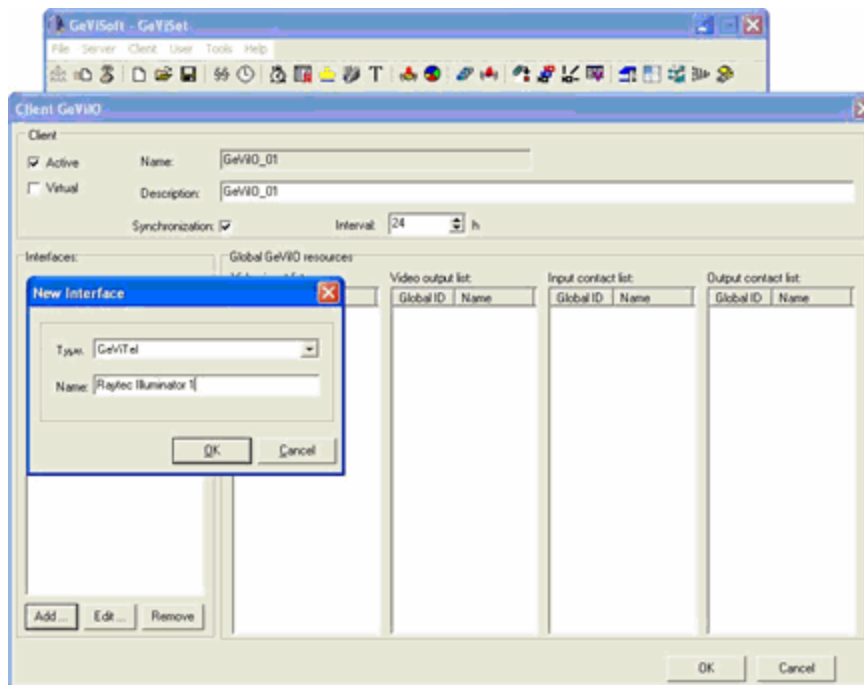 GeViSoft - GeViSet
File Server Client User Tools Help
Client GeViIO
Client
Active Name: GeViIO_01
Virtual Description: GeViIO_01
Synchronization: Interval: 24 h
Interfaces: Global GeViIO resources
Video output list: Input contact list: Output contact list:
Global ID Name Global ID Name Global ID Name
New Interface
Type: GeViTel
Name: Raytec Illuminator 1
OK Cancel
Add ... Edit ... Remove
OK Cancel